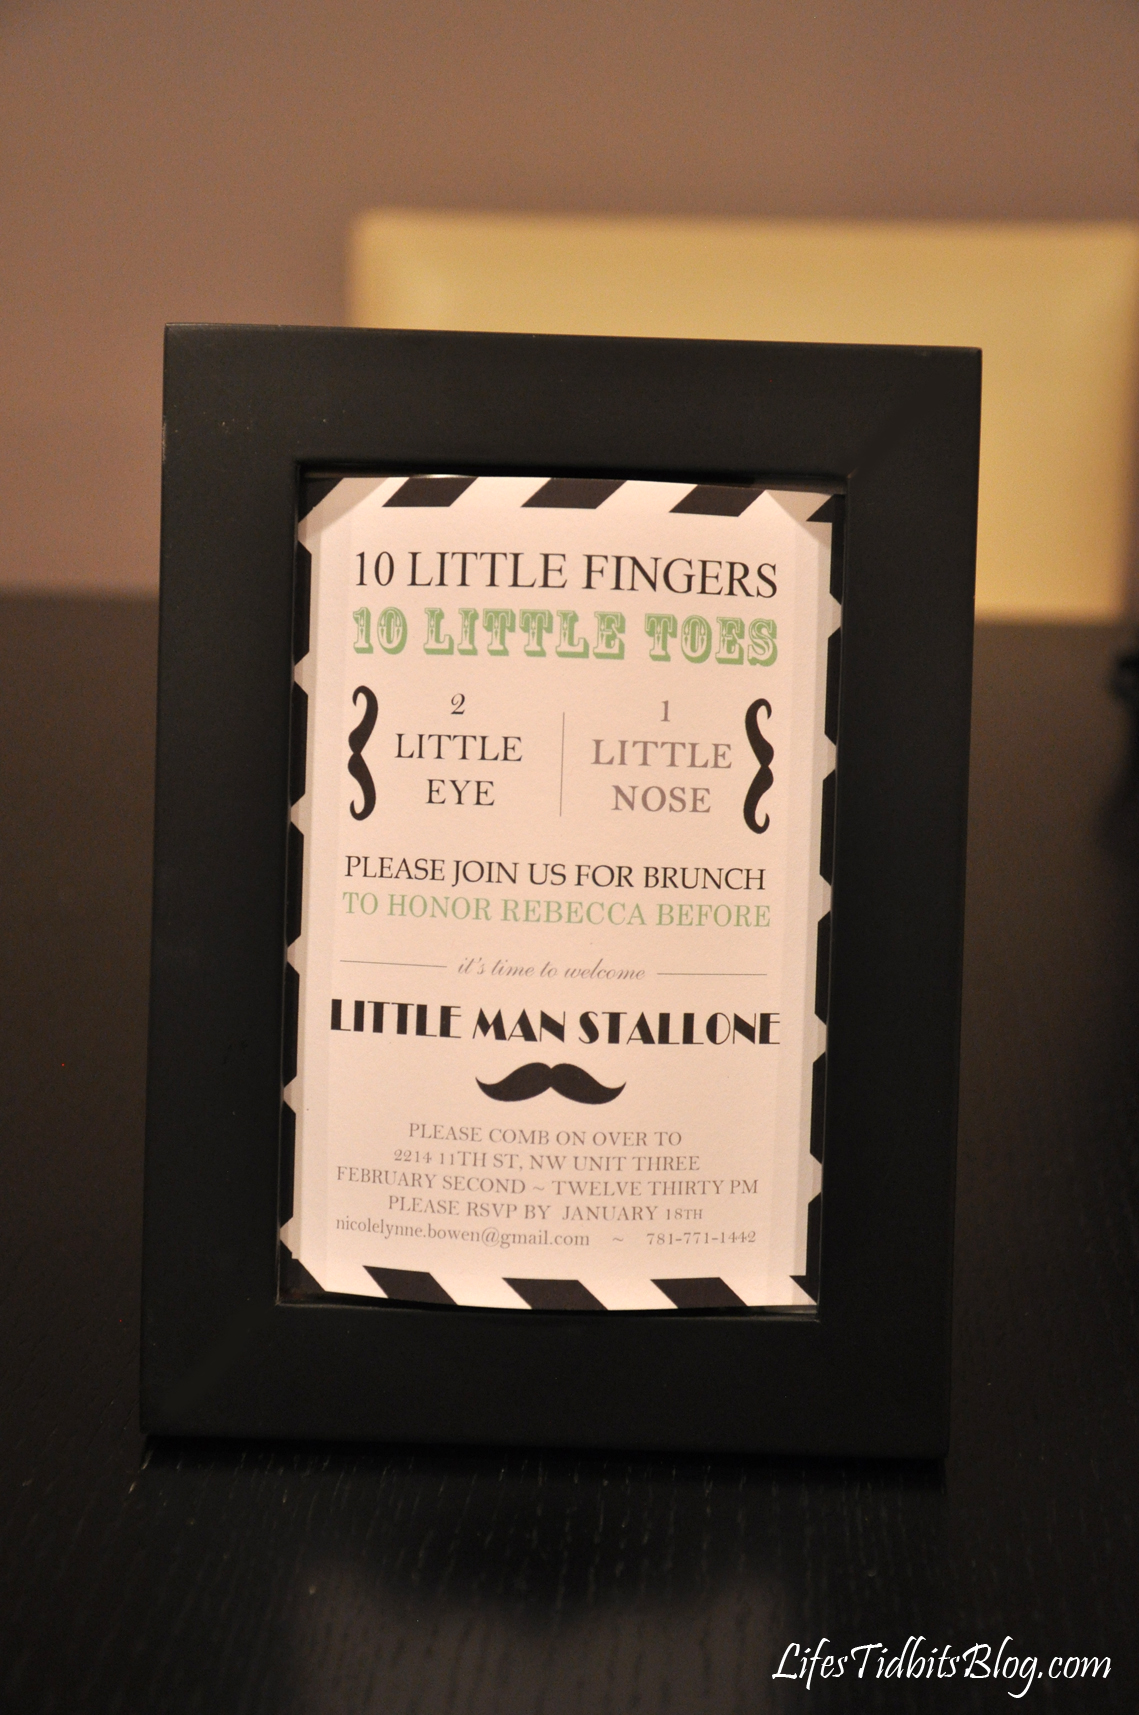 10 LITTLE FINGERS
10 LITTLE TOES
2
LITTLE
EYE
1
LITTLE
NOSE
PLEASE JOIN US FOR BRUNCH
TO HONOR REBECCA BEFORE
it's time to welcome
LITTLE MAN STALLONE
PLEASE COMB ON OVER TO
2214 11TH ST, NW UNIT THREE
FEBRUARY SECOND ~ TWELVE THIRTY PM
PLEASE RSVP BY JANUARY 18TH
nicolelynne.bowen@gmail.com ~ 781-771-1442
LifesTidbitsBlog.com